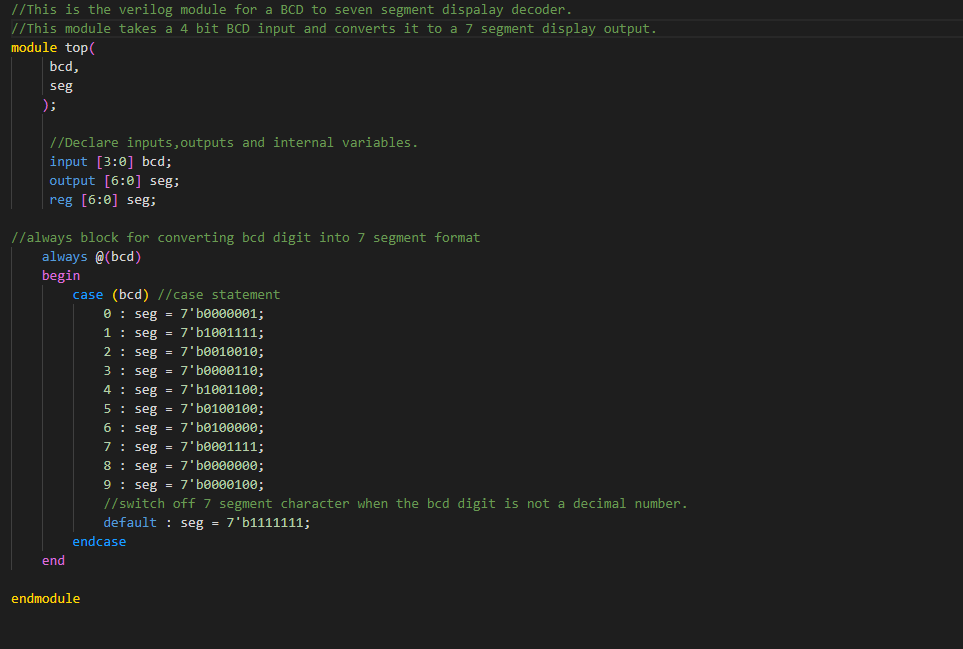 //This is the verilog module for a BCD to seven segment dispalay decoder.
//This module takes a 4 bit BCD input and converts it to a 7 segment display output.
module top(
bcd,
seg
);
//Declare inputs,outputs and internal variables.
input [3:0] bcd;
output [6:0] seg;
reg [6:0] seg;
//always block for converting bcd digit into 7 segment format
always @(bcd)
begin
case (bcd) //case statement
0 : seg = 7'b0000001;
1 : seg = 7'b1001111;
2 : seg = 7'b0010010;
3 : seg = 7'b0000110;
4 : seg = 7'b1001100;
5 : seg = 7'b0100100;
6 : seg = 7'b0100000;
7 : seg = 7'b0001111;
8 : seg = 7'b0000000;
9 : seg = 7'b0000100;
//switch off 7 segment character when the bcd digit is not a decimal number.
default : seg = 7'b1111111;
endcase
end
endmodule